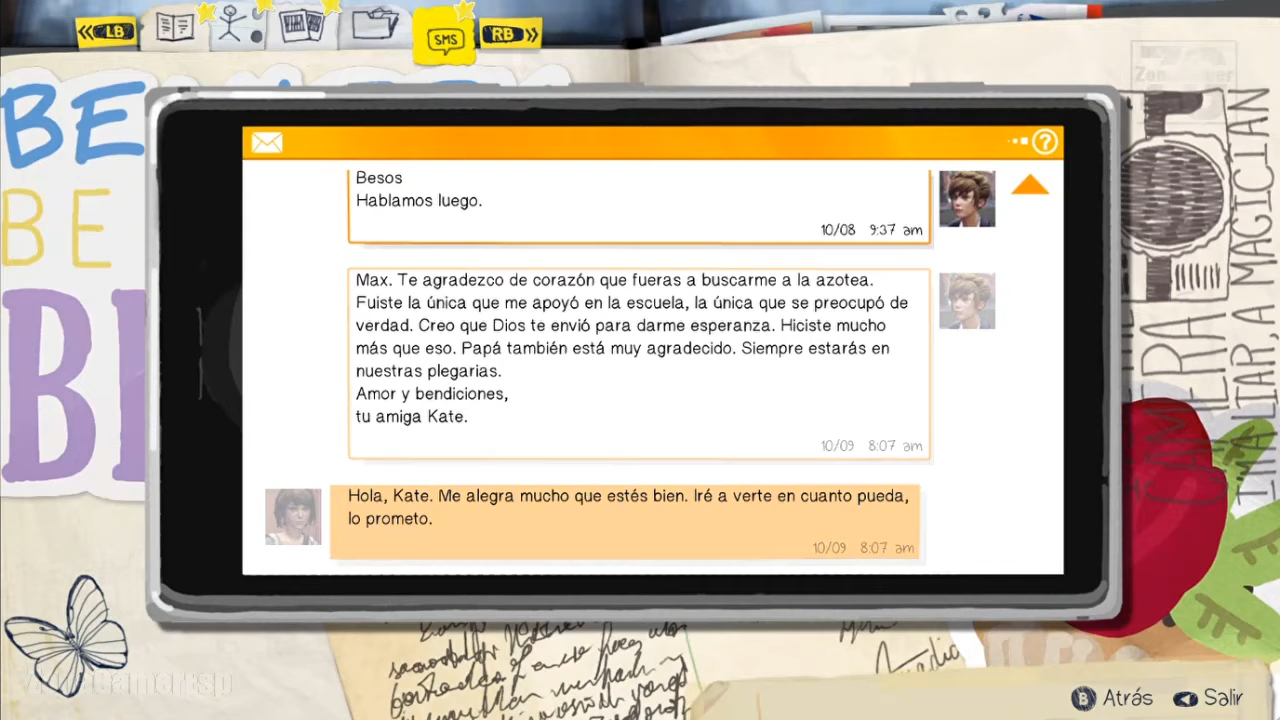 LB
SMS
RB
BE
BE
Besos
Hablamos luego.
10/08 9:37 am
Max. Te agradezco de corazón que fueras a buscarme a la azotea.
Fuiste la única que me apoyó en la escuela, la única que se preocupó de
verdad. Creo que Dios te envió para darme esperanza. Hiciste mucho
más que eso. Papá también está muy agradecido. Siempre estarás en
nuestras plegarias.
Amor y bendiciones,
tu amiga Kate.
10/09 8:07 am
Hola, Kate. Me alegra mucho que estés bien. Iré a verte en cuanto pueda,
lo prometo.
10/09 8:07 am
MAGICIAN
B Atrás
Salir